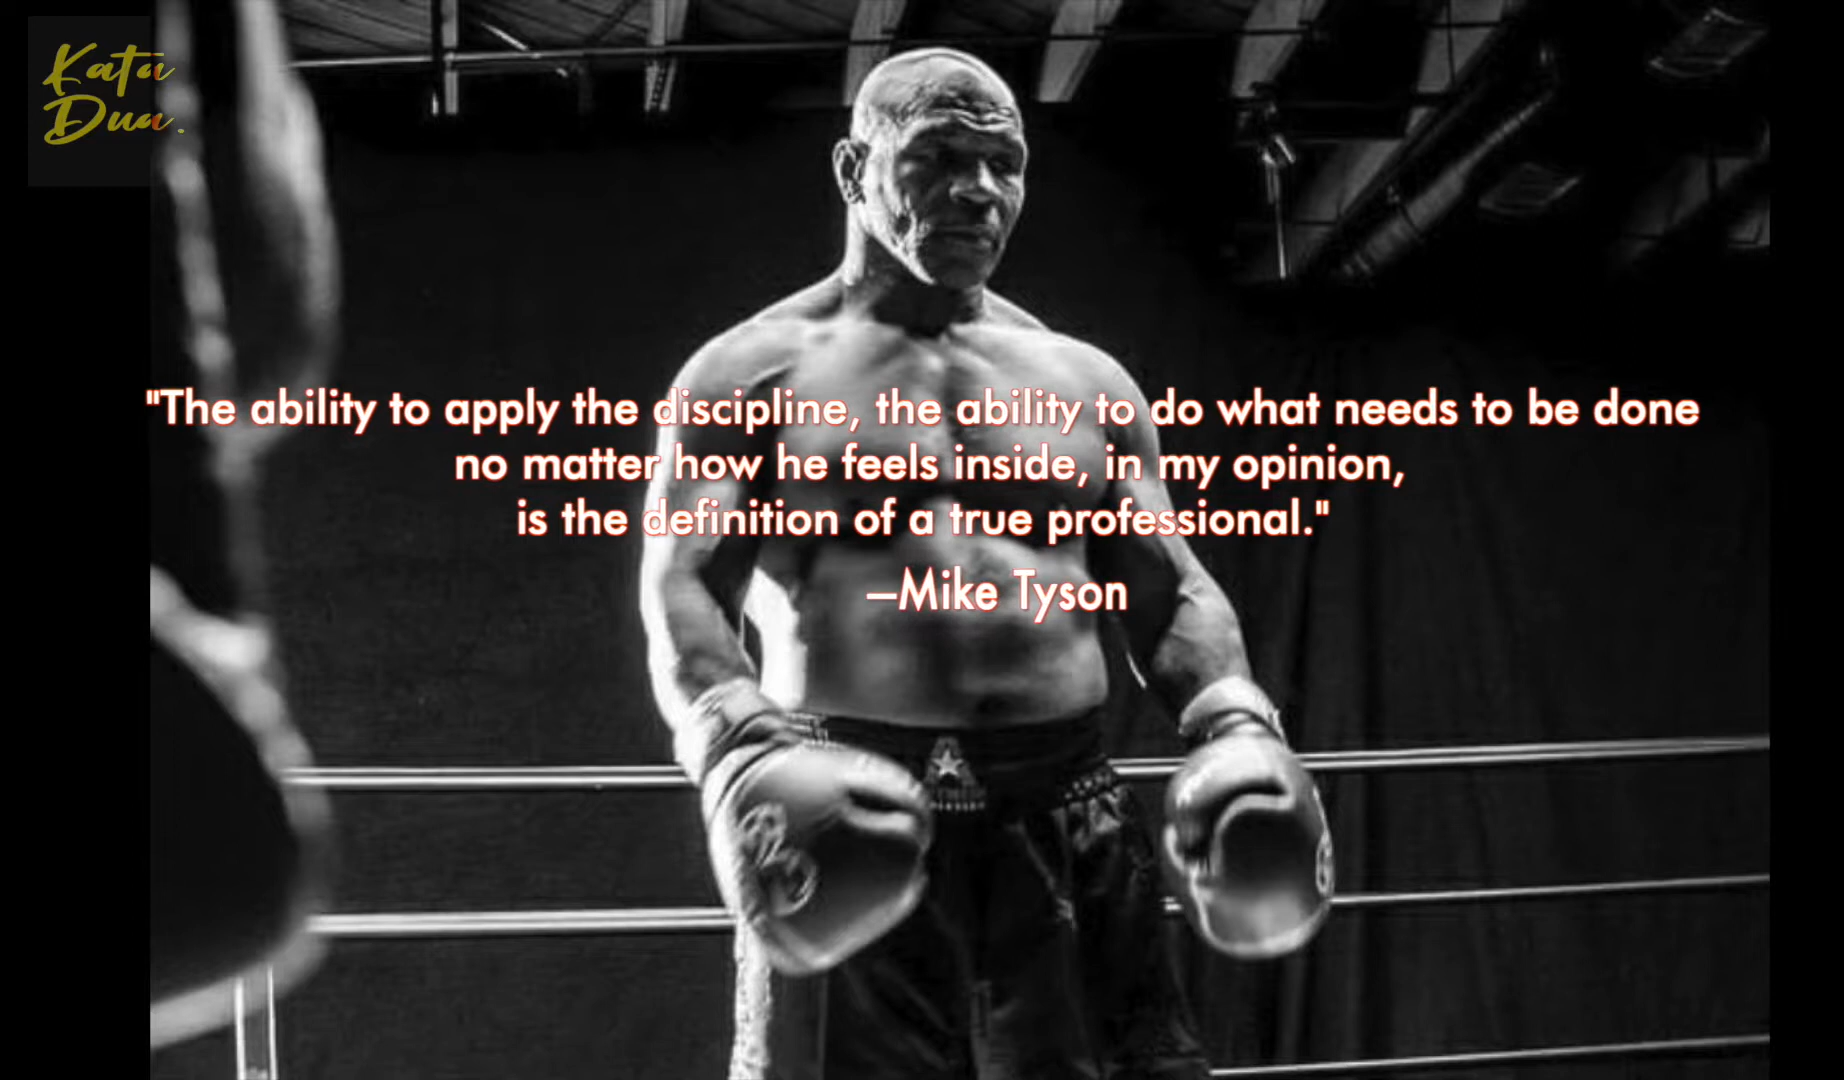 Kata
Dua.
"The ability to apply the discipline, the ability to do what needs to be done
no matter how he feels inside, in my opinion,
is the definition of a true professional."
—Mike Tyson